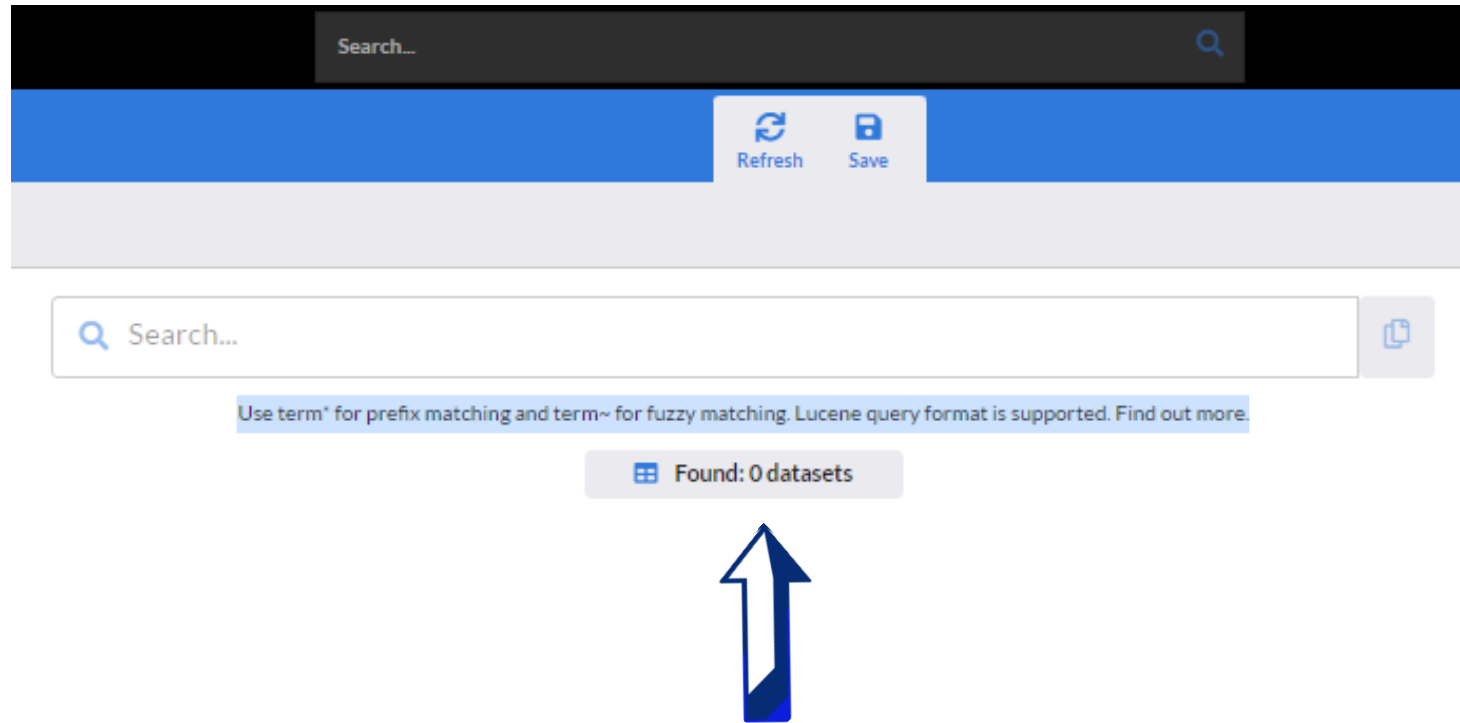 Search...
Refresh Save
Search...
Use term* for prefix matching and term~ for fuzzy matching. Lucene query format is supported. Find out more.
Found: 0 datasets